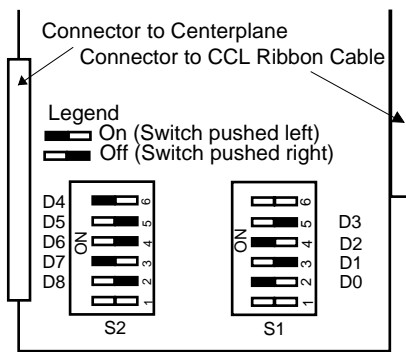 Connector to Centerplane
Connector to CCL Ribbon Cable
Legend
On (Switch pushed left)
Off (Switch pushed right)
D4
D5
D6
D7
D8
ON
6
5
4
3
2
1
S2
ON
6
5
4
3
2
1
D3
D2
D1
D0
S1